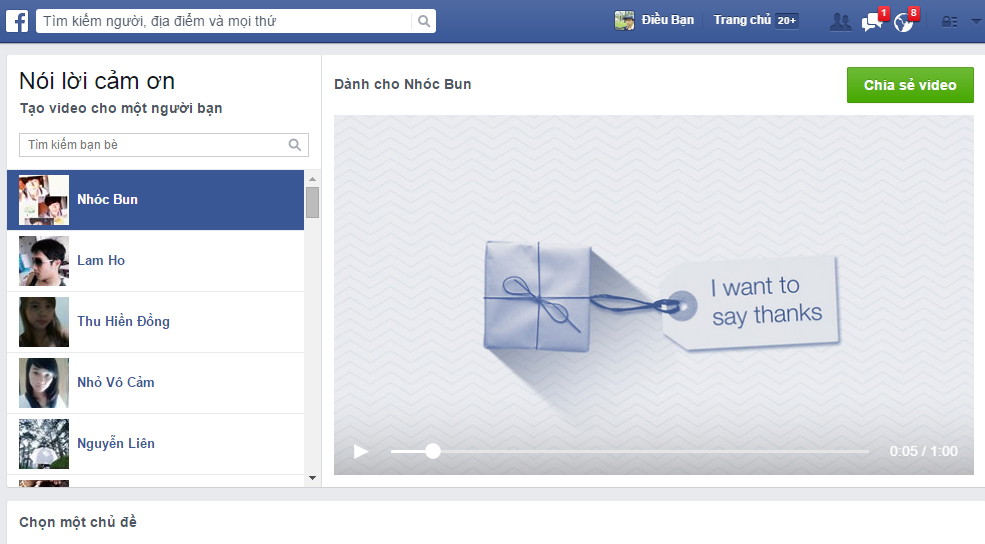 f
Tìm kiếm người, địa điểm và mọi thứ
Điều Bạn
Trang chủ 20+
1
8
Nói lời cảm ơn
Tạo video cho một người bạn
Tìm kiếm bạn bè
Nhóc Bun
Lam Ho
Thu Hiền Đồng
Nhỏ Vô Cảm
Nguyễn Liên
Dành cho Nhóc Bun
Chia sẻ video
I want to
say thanks
0:05 / 1:00
Chọn một chủ đề